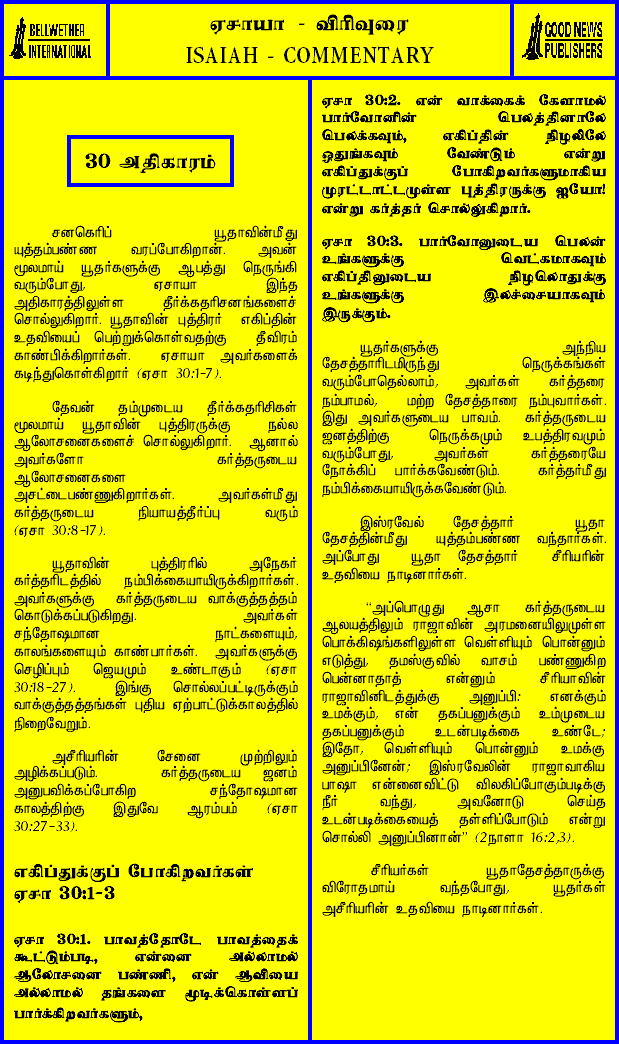 BELLWETHER
INTERNATIONAL
ஏசாயா - விரிவுரை
ISAIAH - COMMENTARY
GOOD NEWS
PUBLISHERS
30 அதிகாரம்
சனகெரிப் யூதாவின்மீது
யுத்தம்பண்ண வரப்போகிறான். அவன்
மூலமாய் யூதர்களுக்கு ஆபத்து நெருங்கி
வரும்போது, ஏசாயா இந்த
அதிகாரத்திலுள்ள தீர்க்கதரிசனங்களைச்
சொல்லுகிறார். யூதாவின் புத்திரர் எகிப்தின்
உதவியைப் பெற்றுக்கொள்வதற்கு தீவிரம்
காண்பிக்கிறார்கள். ஏசாயா அவர்களைக்
கடிந்துகொள்கிறார் (ஏசா 30:1-7).
தேவன் தம்முடைய தீர்க்கதரிசிகள்
மூலமாய் யூதாவின் புத்திரருக்கு நல்ல
ஆலோசனைகளைச் சொல்லுகிறார். ஆனால்
அவர்களோ கர்த்தருடைய
ஆலோசனைகளை
அசட்டைபண்ணுகிறார்கள். அவர்கள்மீது
கர்த்தருடைய நியாயத்தீர்ப்பு வரும்
(ஏசா 30:8-17).
யூதாவின் புத்திரரில் அநேகர்
கர்த்தரிடத்தில் நம்பிக்கையாயிருக்கிறார்கள்.
அவர்களுக்கு கர்த்தருடைய வாக்குத்தத்தம்
கொடுக்கப்படுகிறது. அவர்கள்
சந்தோஷமான நாட்களையும்,
காலங்களையும் காண்பார்கள். அவர்களுக்கு
செழிப்பும் ஜெயமும் உண்டாகும் (ஏசா
30:18-27). இங்கு சொல்லப்பட்டிருக்கும்
வாக்குத்தத்தங்கள் புதிய ஏற்பாட்டுக்காலத்தில்
நிறைவேறும்.
அசீரியரின் சேனை முற்றிலும்
அழிக்கப்படும். கர்த்தருடைய ஜனம்
அனுபவிக்கப்போகிற சந்தோஷமான
காலத்திற்கு இதுவே ஆரம்பம் (ஏசா
30:27-33).
எகிப்துக்குப் போகிறவர்கள்
ஏசா 30:1-3
ஏசா 30:1. பாவத்தோடே பாவத்தைக்
கூட்டும்படி, என்னை அல்லாமல்
ஆலோசனை பண்ணி, என் ஆவியை
அல்லாமல் தங்களை மூடிக்கொள்ளப்
பார்க்கிறவர்களும்,
ஏசா 30:2. என் வாக்கைக் கேளாமல்
பார்வோனின் பெலத்தினாலே
பெலக்கவும், எகிப்தின் நிழலிலே
ஒதுங்கவும் வேண்டும் என்று
எகிப்துக்குப் போகிறவர்களுமாகிய
முரட்டாட்டமுள்ள புத்திரருக்கு ஐயோ!
என்று கர்த்தர் சொல்லுகிறார்.
ஏசா 30:3. பார்வோனுடைய பெலன்
உங்களுக்கு வெட்கமாகவும்
எகிப்தினுடைய நிழலொதுக்கு
உங்களுக்கு இலச்சையாகவும்
இருக்கும்.
யூதர்களுக்கு அந்நிய
தேசத்தாரிடமிருந்து நெருக்கங்கள்
வரும்போதெல்லாம், அவர்கள் கர்த்தரை
நம்பாமல், மற்ற தேசத்தாரை நம்புவார்கள்.
இது அவர்களுடைய பாவம். கர்த்தருடைய
ஜனத்திற்கு நெருக்கமும் உபத்திரவமும்
வரும்போது, அவர்கள் கர்த்தரையே
நோக்கிப் பார்க்கவேண்டும். கர்த்தர்மீது
நம்பிக்கையாயிருக்கவேண்டும்.
இஸ்ரவேல் தேசத்தார் யூதா
தேசத்தின்மீது யுத்தம்பண்ண வந்தார்கள்.
அப்போது யூதா தேசத்தார் சீரியரின்
உதவியை நாடினார்கள்.
“அப்பொழுது ஆசா கர்த்தருடைய
ஆலயத்திலும் ராஜாவின் அரமனையிலுமுள்ள
பொக்கிஷங்களிலுள்ள வெள்ளியும் பொன்னும்
எடுத்து, தமஸ்குவில் வாசம் பண்ணுகிற
பென்னாதாத் என்னும் சீரியாவின்
ராஜாவினிடத்துக்கு அனுப்பி: எனக்கும்
உமக்கும், என் தகப்பனுக்கும் உம்முடைய
தகப்பனுக்கும் உடன்படிக்கை உண்டே;
இதோ, வெள்ளியும் பொன்னும் உமக்கு
அனுப்பினேன்; இஸ்ரவேலின் ராஜாவாகிய
பாஷா என்னைவிட்டு விலகிப்போகும்படிக்கு
நீர் வந்து, அவனோடு செய்த
உடன்படிக்கையைத் தள்ளிப்போடும் என்று
சொல்லி அனுப்பினான்” (2நாளா 16:2,3).
சீரியர்கள் யூதாதேசத்தாருக்கு
விரோதமாய் வந்தபோது, யூதர்கள்
அசீரியரின் உதவியை நாடினார்கள்.